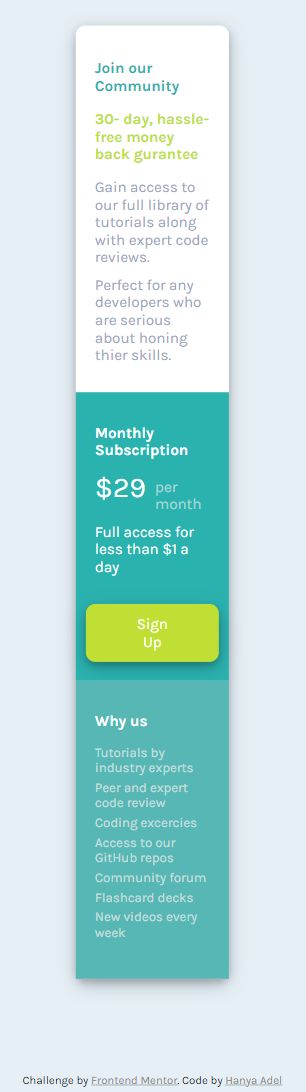 Join our
Community
30- day, hassle-
free money
back gurantee
Gain access to
our full library of
tutorials along
with expert code
reviews.
Perfect for any
developers who
are serious
about honing
thier skills.
Monthly
Subscription
$29 per
month
Full access for
less than $1 a
day
Sign
Up
Why us
Tutorials by
industry experts
Peer and expert
code review
Coding excercies
Access to our
GitHub repos
Community forum
Flashcard decks
New videos every
week
Challenge by Frontend Mentor. Code by Hanya Adel